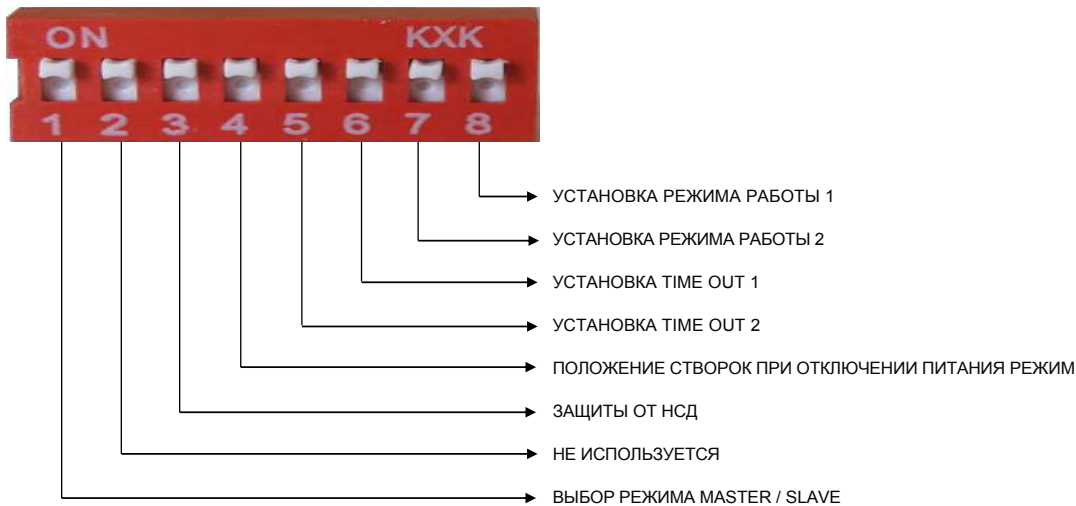 ON KXK
1 2 3 4 5 6 7 8
УСТАНОВКА РЕЖИМА РАБОТЫ 1
УСТАНОВКА РЕЖИМА РАБОТЫ 2
УСТАНОВКА TIME OUT 1
УСТАНОВКА TIME OUT 2
ПОЛОЖЕНИЕ СТВОРОК ПРИ ОТКЛЮЧЕНИИ ПИТАНИЯ РЕЖИМ
ЗАЩИТЫ ОТ НСД
НЕ ИСПОЛЬЗУЕТСЯ
ВЫБОР РЕЖИМА MASTER / SLAVE